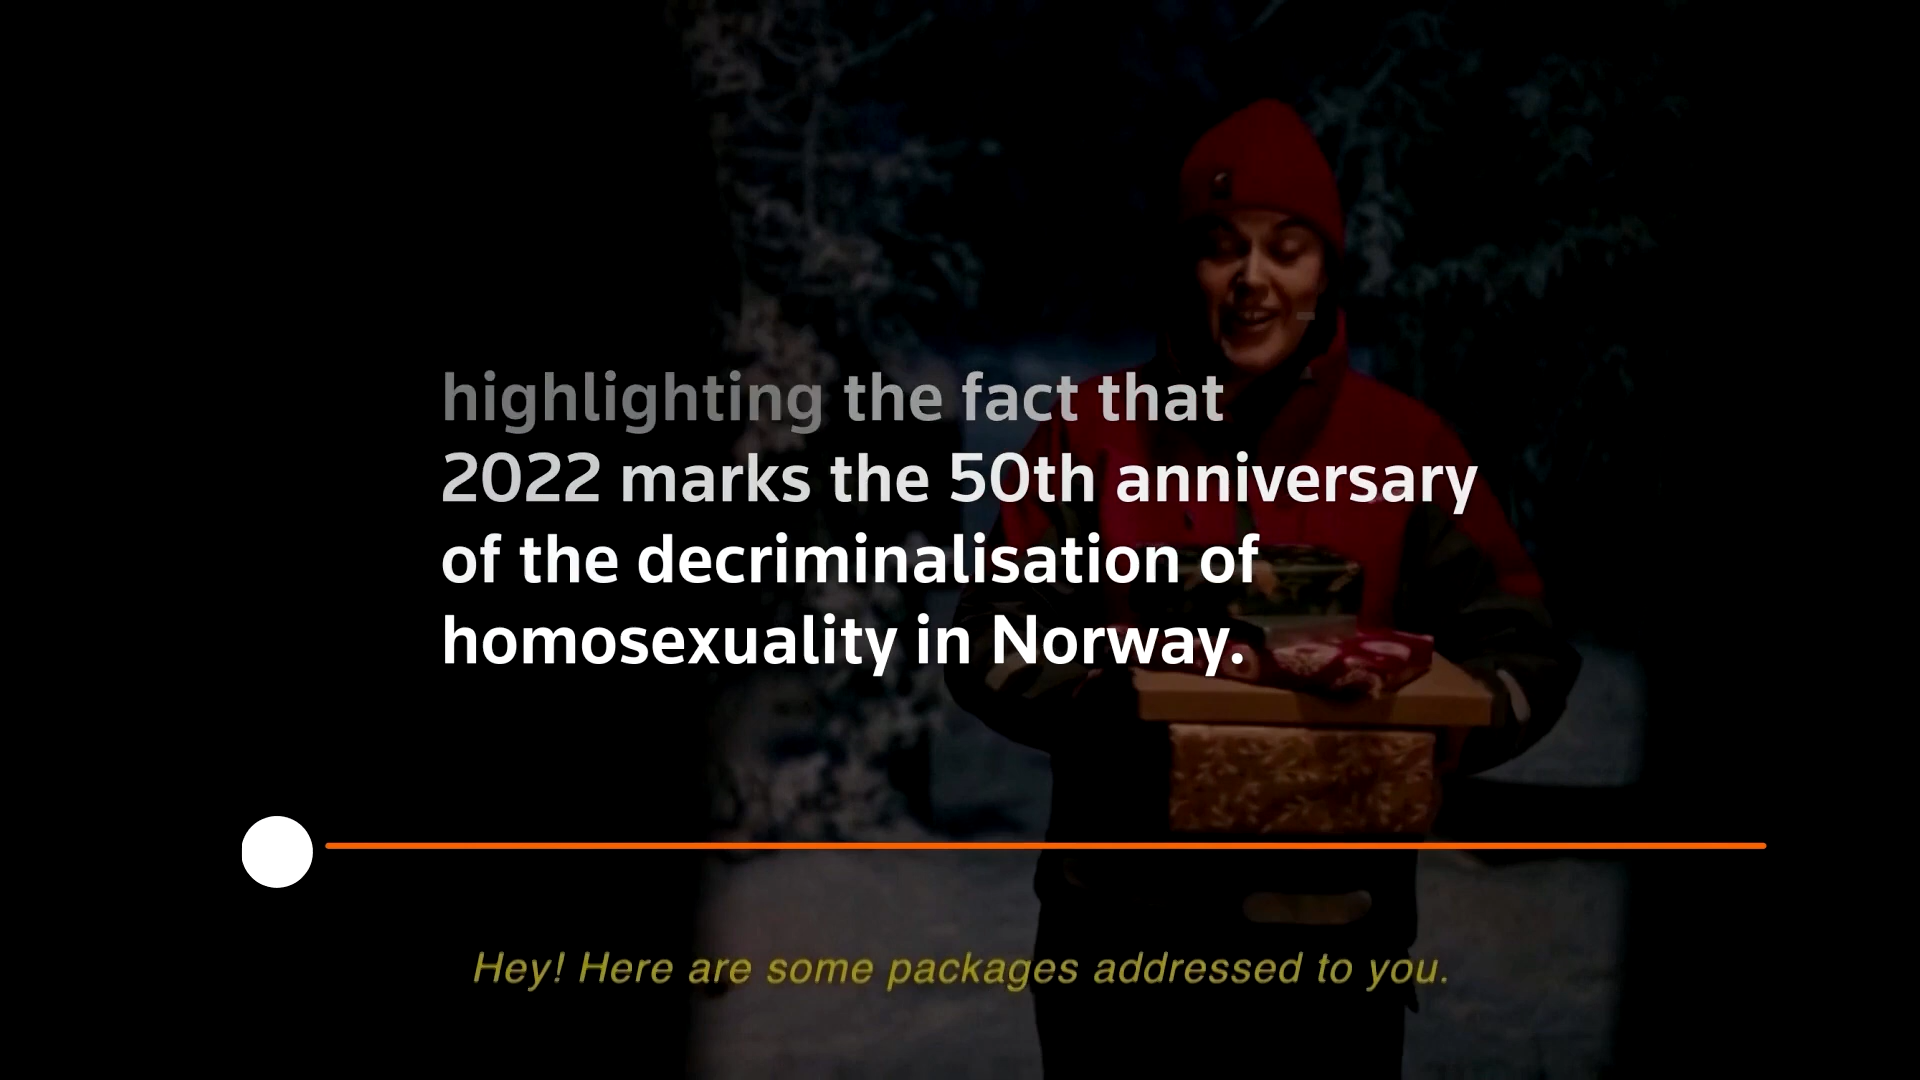 highlighting the fact that
2022 marks the 50th anniversary
of the decriminalisation of
homosexuality in Norway.
Hey! Here are some packages addressed to you.